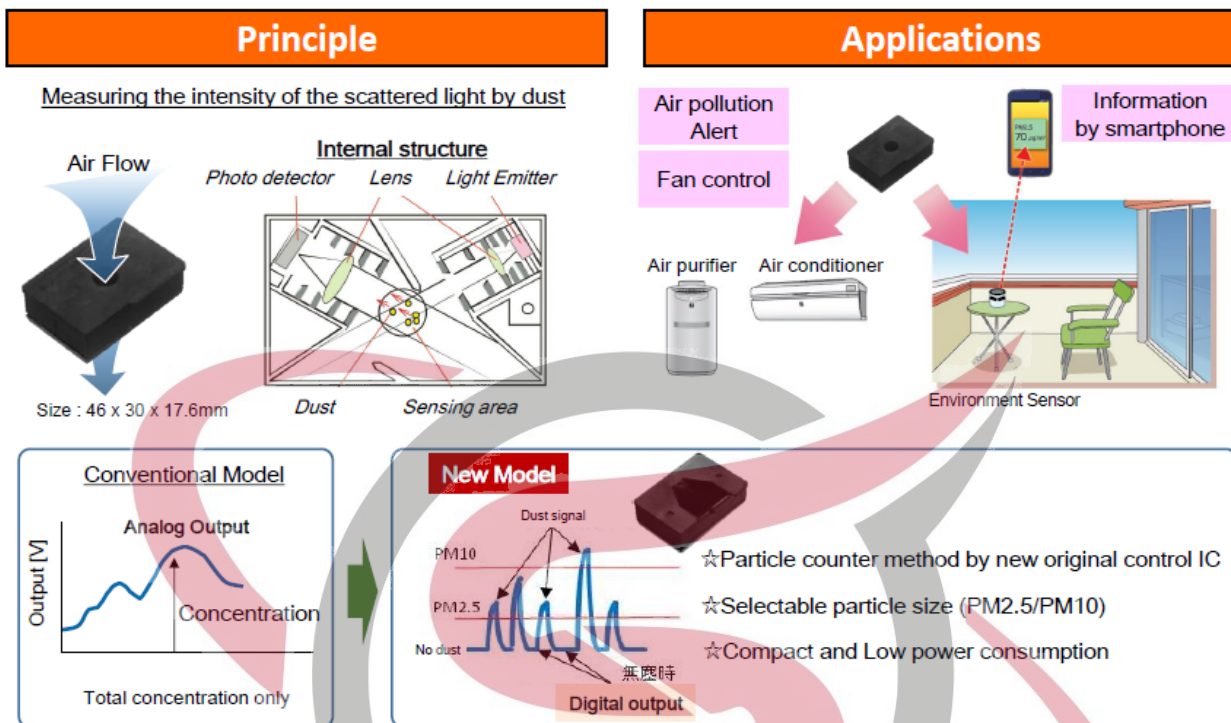 Principle
Measuring the intensity of the scattered light by dust
Air Flow
Internal structure
Photo detector Lens Light Emitter
Dust Sensing area
Size : 46 x 30 x 17.6mm
Applications
Air pollution
Alert
Fan control
Information
by smartphone
PM2.5
70 μg/m³
Air purifier Air conditioner
Environment Sensor
Conventional Model
Analog Output
Output [V]
Concentration
Total concentration only
New Model
Dust signal
PM10
PM2.5
No dust
無塵時
Digital output
☆Particle counter method by new original control IC
☆Selectable particle size (PM2.5/PM10)
☆Compact and Low power consumption